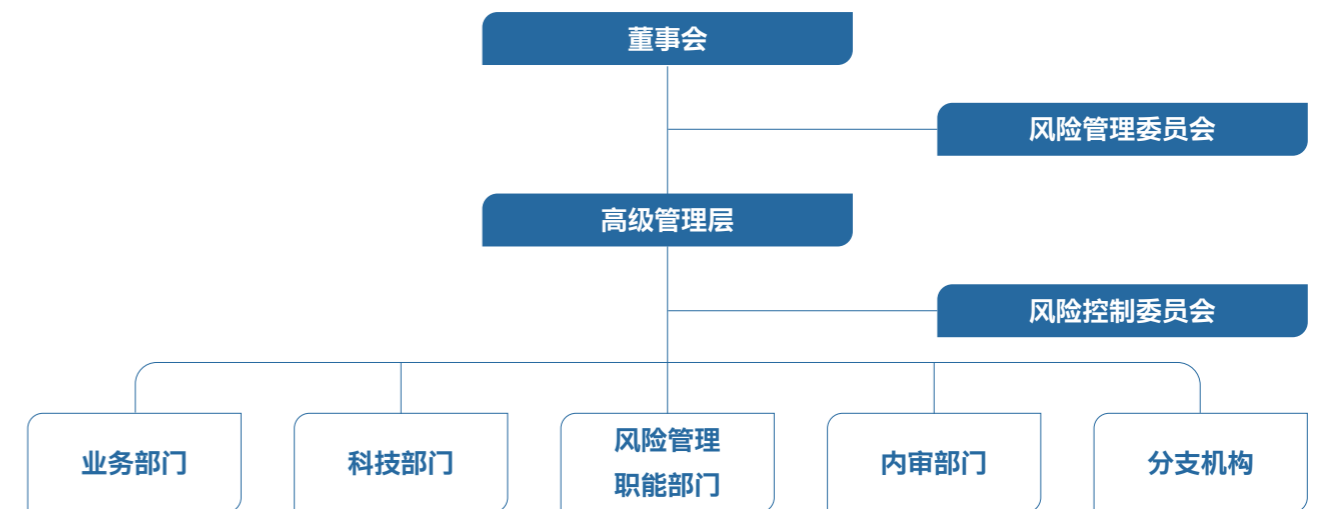 董事会
风险管理委员会
高级管理层
风险控制委员会
业务部门
科技部门
风险管理
职能部门
内审部门
分支机构